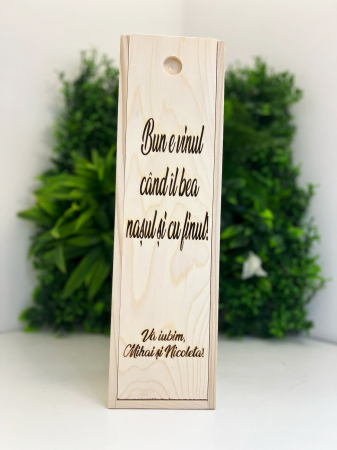 Bun e vinul
când îl bea
nașul și cu finul!
Vă iubim,
Mihai și Nicoleta!